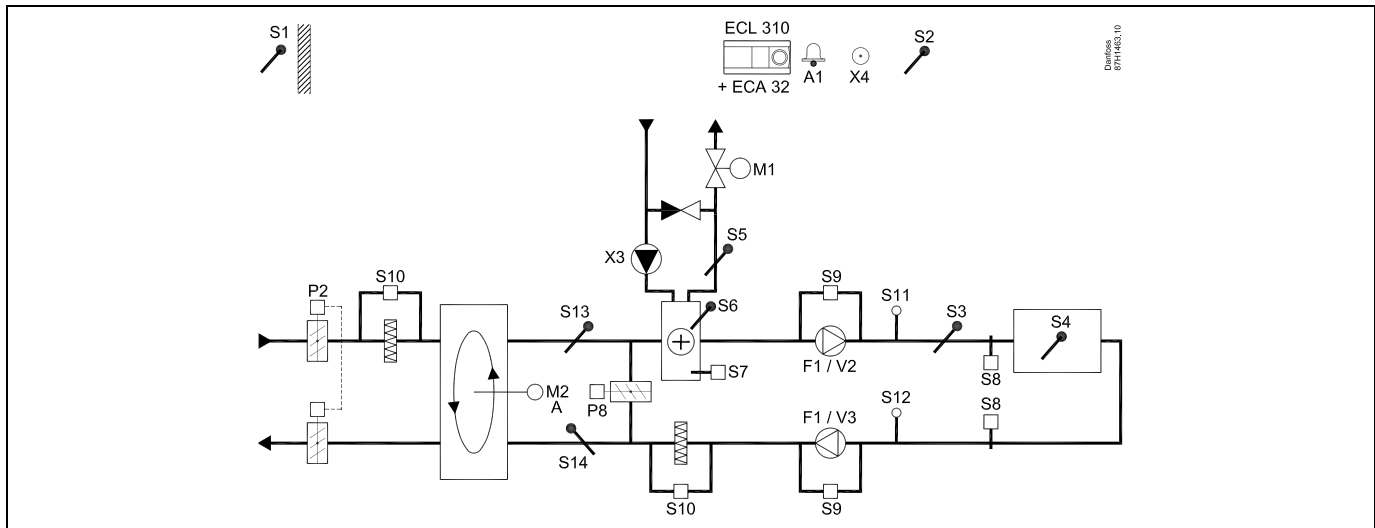 S1
ECL 310
+ ECA 32
A1
X4
S2
Danfoss
87H1463.10
M1
S5
X3
P2
S10
S13
S6
S9
S11
S3
S4
F1 / V2
S7
S8
M2
A
P8
S14
F1 / V3
S12
S8
S10
S9